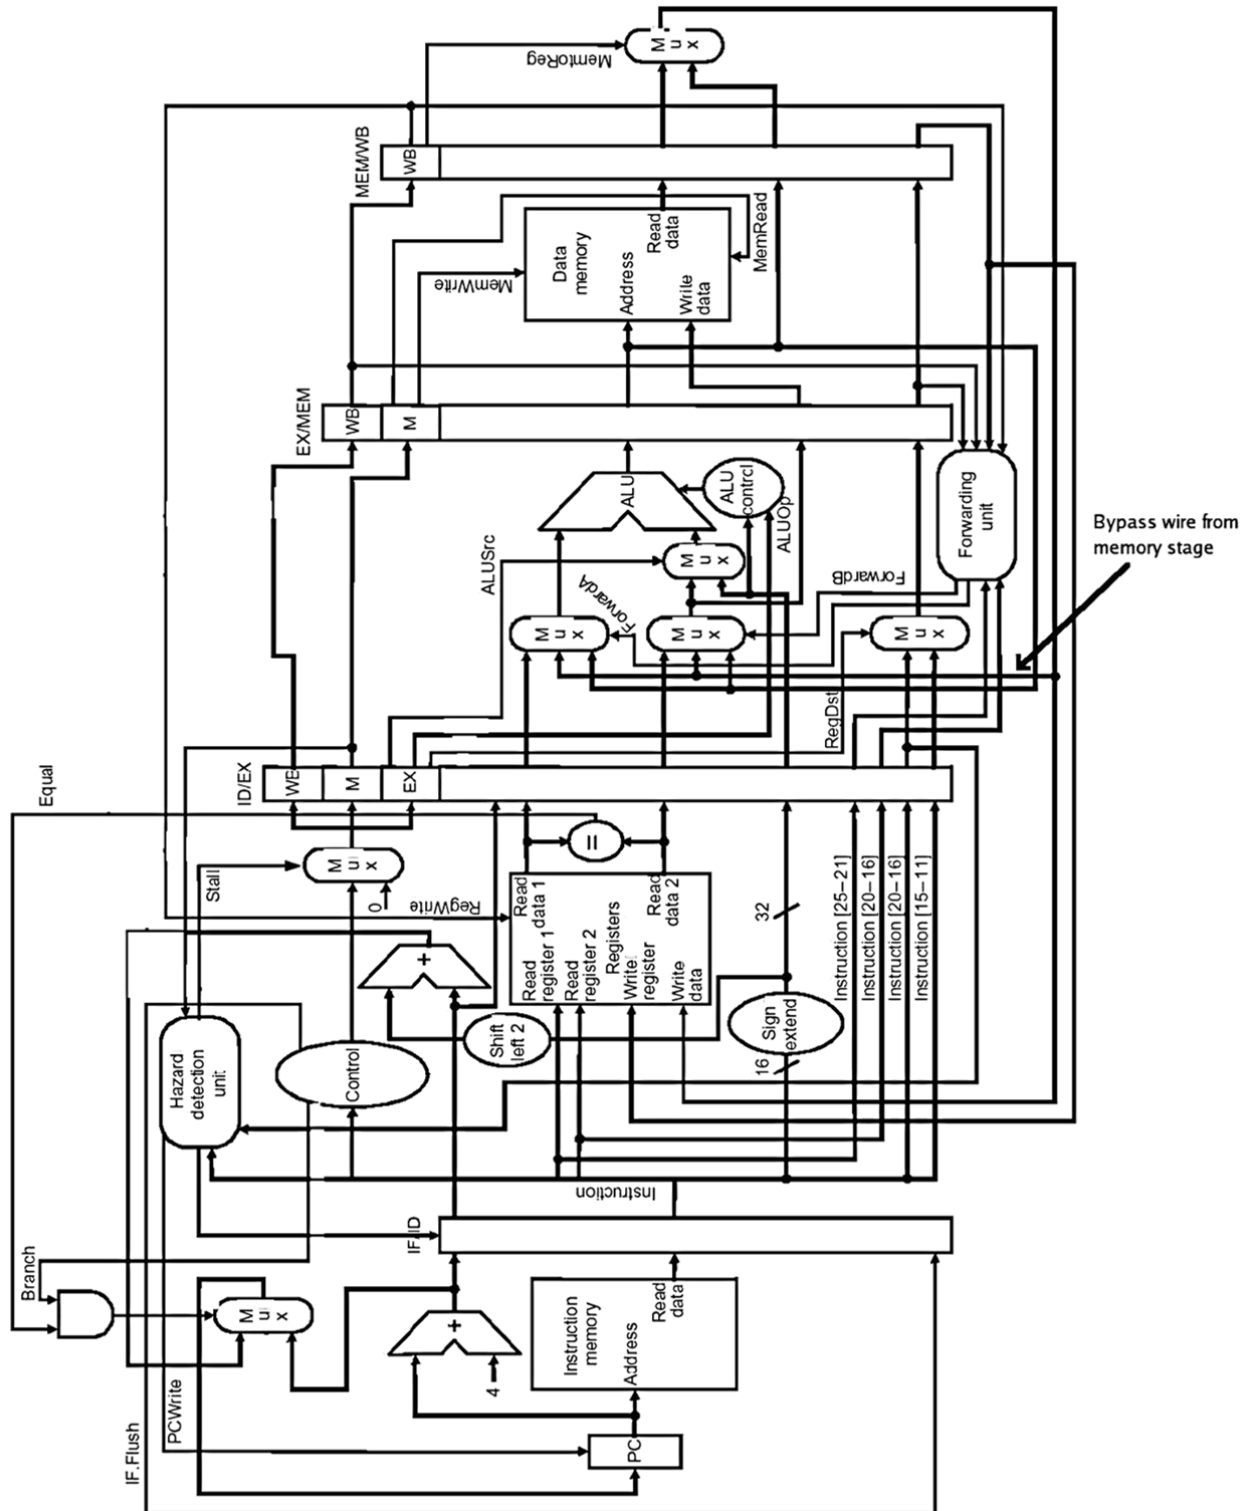 MemtoReg
M
u
x
MEM/WB
WB
Data
memory
Address
Read
data
Write
data
MemWrite
MemRead
EX/MEM
WB
M
ALU
ALU
contrcl
ALUOp
Forwarding
unit
Bypass wire from
memory stage
ALUSrc
M
u
x
ForwardA
ForwardB
M
u
x
M
u
x
M
u
x
RegDst
Equal
ID/EX
WB
M
EX
=
Stall
M
u
x
0
RegWrite
Read
register 1
Read
register 2
Registers
Write
register
Write
data
Read
data 1
Read
data 2
32
Instruction [25–21]
Instruction [20–16]
Instruction [20–16]
Instruction [15–11]
+
Shift
left 2
Sign
extend
16
Hazard
detection
unit
Control
Instruction
IF/ID
Branch
M
u
x
+
4
Instruction
memory
Address
Read
data
PCWrite
IF.Flush
PC